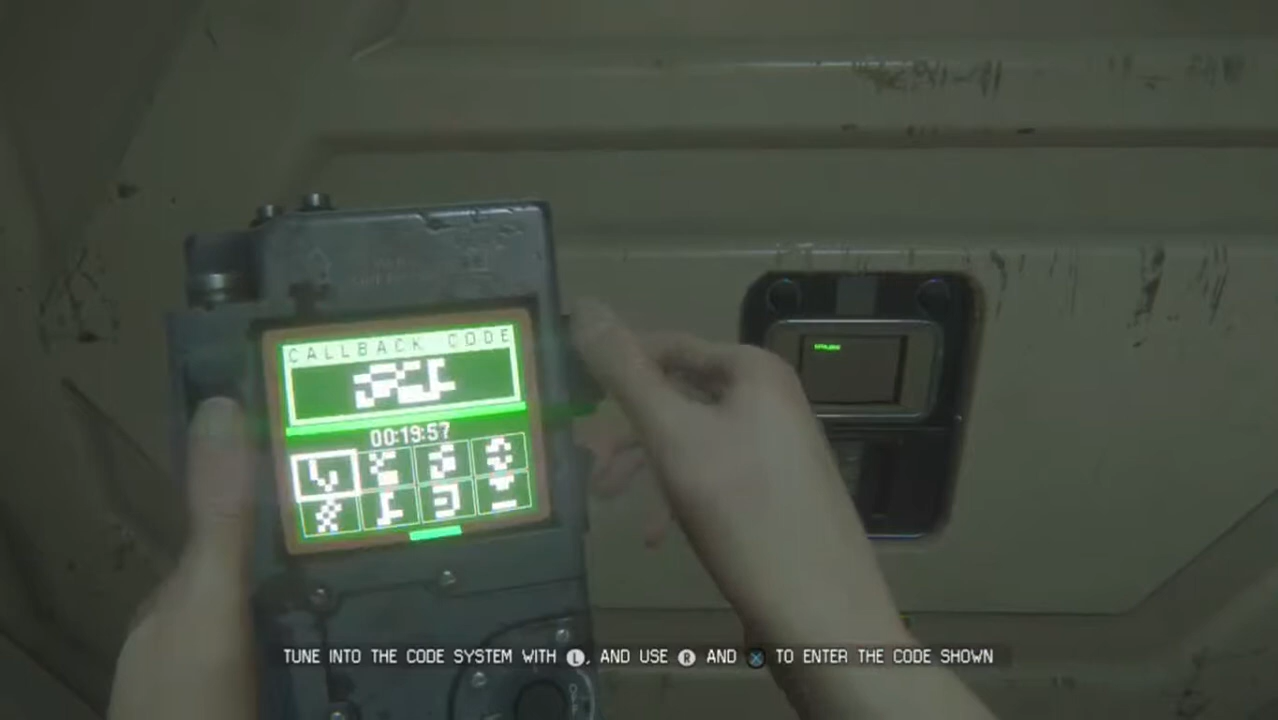 CALLBACK CODE
00:19:57
TUNE INTO THE CODE SYSTEM WITH L, AND USE R AND X TO ENTER THE CODE SHOWN